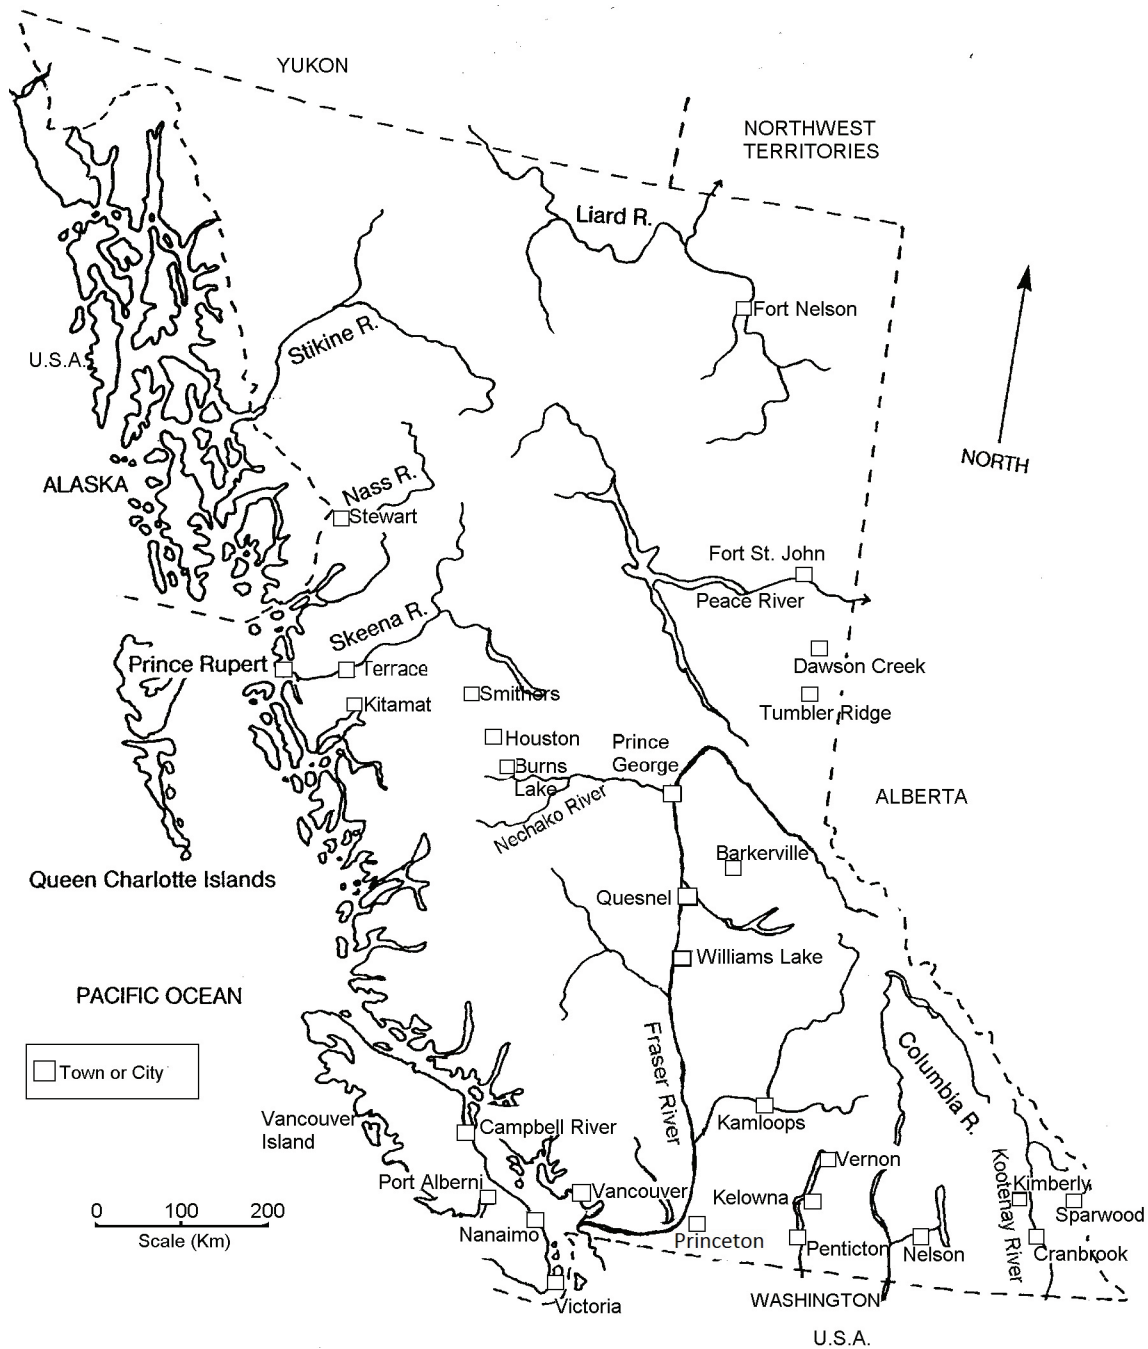 YUKON
NORTHWEST
TERRITORIES
Liard R.
Fort Nelson
Stikine R.
U.S.A.
NORTH
ALASKA
Nass R.
Stewart
Fort St. John
Peace River
Skeena R.
Prince Rupert
Terrace
Dawson Creek
Kitamat
Smithers
Tumbler Ridge
Houston
Prince
George
Burns
Lake
Nechako River
ALBERTA
Barkerville
Queen Charlotte Islands
Quesnel
Williams Lake
PACIFIC OCEAN
Town or City
Fraser River
Columbia R.
Vancouver
Island
Campbell River
Kamloops
Port Alberni
Vancouver
Vernon
Kelowna
Kootenay River
Kimberly
Sparwood
0 100 200
Scale (Km)
Nanaimo
Princeton
Penticton
Nelson
Cranbrook
Victoria
WASHINGTON
U.S.A.